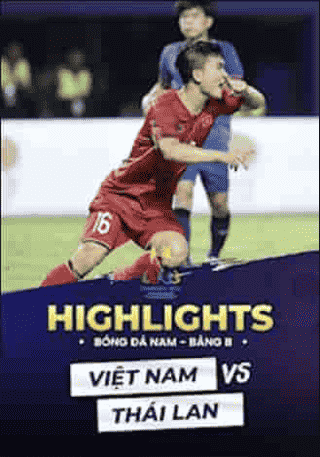 16
HIGHLIGHTS
• BÓNG ĐÁ NAM - BẢNG B •
VIỆT NAM VS
THÁI LAN